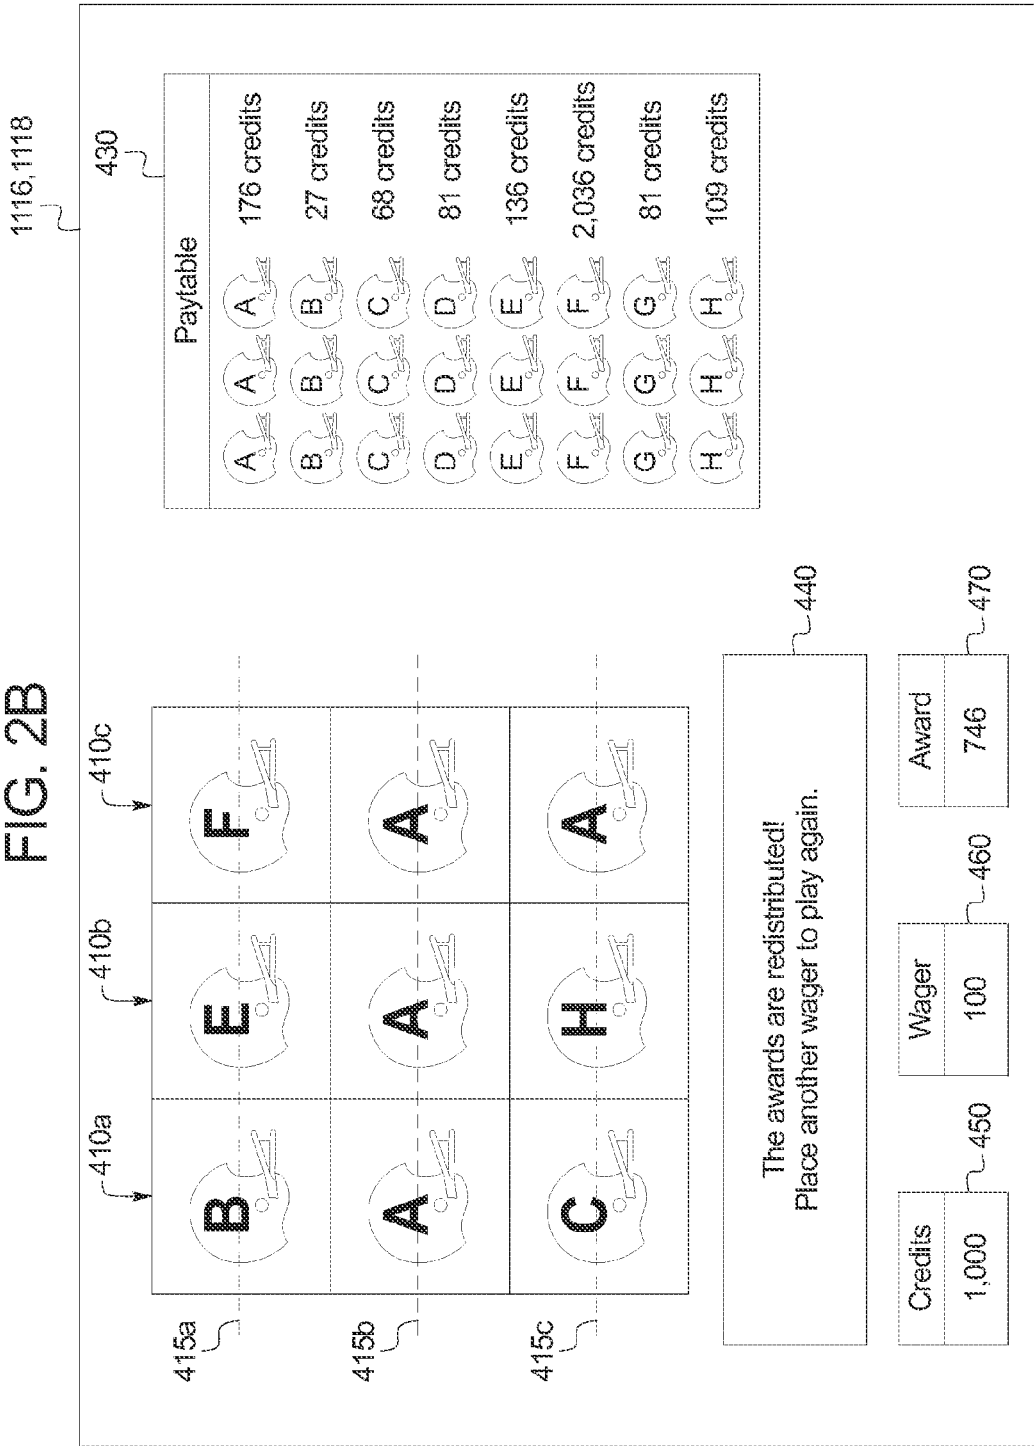 FIG. 2B
1116,1118
410a 410b 410c
430
415a
B E F
415b
A A A
415c
C H A
Paytable
A A A 176 credits
B B B 27 credits
C C C 68 credits
D D D 81 credits
E E E 136 credits
F F F 2,036 credits
G G G 81 credits
H H H 109 credits
The awards are redistributed!
Place another wager to play again.
440
Credits
1,000
450
Wager
100
460
Award
746
470